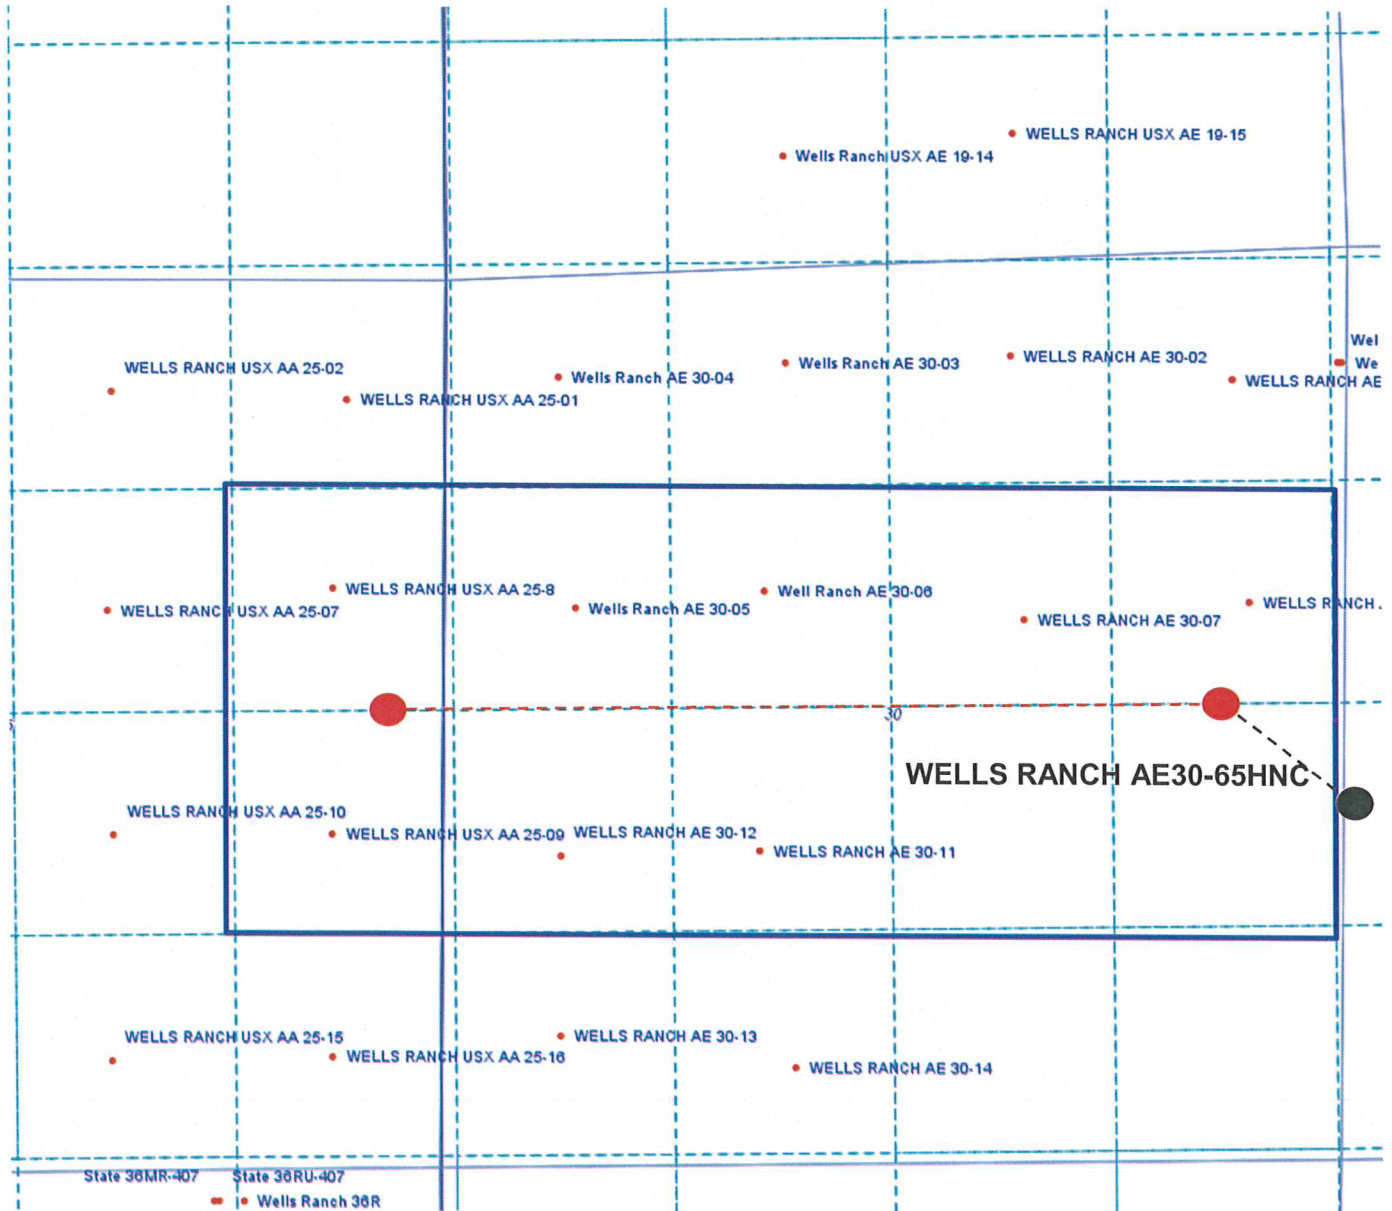 WELLS RANCH USX AE 19-15
Wells Ranch USX AE 19-14
Wel
We
WELLS RANCH USX AA 25-02
Wells Ranch AE 30-04
Wells Ranch AE 30-03
WELLS RANCH AE 30-02
WELLS RANCH AE
WELLS RANCH USX AA 25-01
WELLS RANCH USX AA 25-8
Well Ranch AE 30-06
WELLS RANCH USX AA 25-07
Wells Ranch AE 30-05
WELLS RANCH AE 30-07
WELLS RANCH .
30
WELLS RANCH AE30-65HNC
WELLS RANCH USX AA 25-10
WELLS RANCH USX AA 25-09
WELLS RANCH AE 30-12
WELLS RANCH AE 30-11
WELLS RANCH USX AA 25-15
WELLS RANCH USX AA 25-16
WELLS RANCH AE 30-13
WELLS RANCH AE 30-14
State 36MR-407
State 36RU-407
Wells Ranch 36R